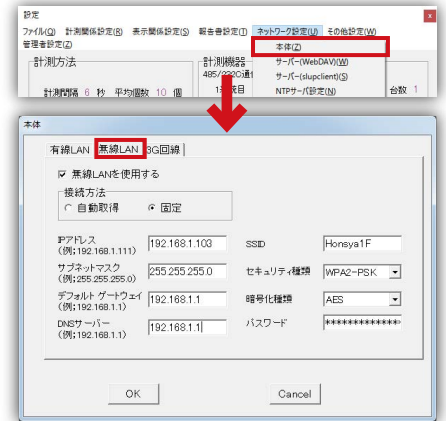 設定
ファイル(Q) 計測関係設定(R) 表示関係設定(S) 報告書設定(T) ネットワーク設定(U) その他設定(W)
管理者設定(Z)
本体(Z)
サーバー(WebDAV)(W)
サーバー(slupclient)(S)
NTPサーバ設定(N)
計測方法
計測機器
485/232C通
計測間隔 6 秒 平均個数 10 個
台数 1
本体
有線LAN 無線LAN 3G回線
無線LANを使用する
接続方法
自動取得 固定
IPアドレス
(例;192.168.1.111)
192.168.1.103
SSID
Honsya1F
サブネットマスク
(例;255.255.255.0)
255.255.255.0
セキュリティ種類
WPA2-PSK
デフォルト ゲートウェイ
(例;192.168.1.1)
192.168.1.1
暗号化種類
AES
DNSサーバー
(例;192.168.1.1)
192.168.1.1
パスワード
OK
Cancel